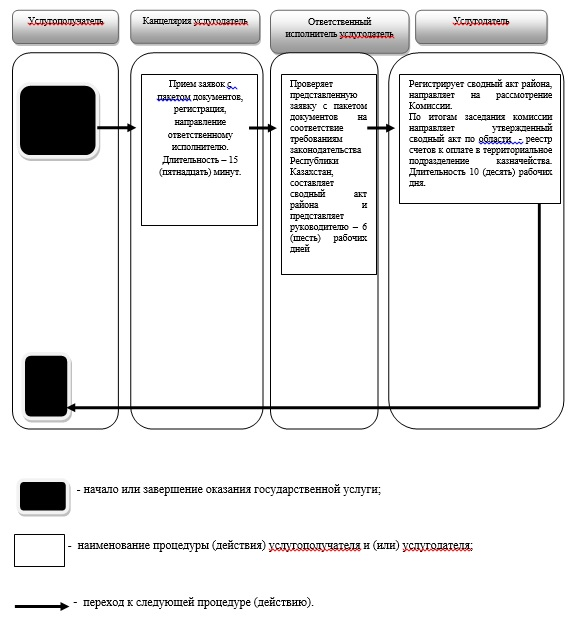 Услугополучатель
Канцелярия услугодатель
Ответственный
исполнитель услугодатель
Услугодатель
Прием заявок с
пакетом документов,
регистрация,
направление
ответственному
исполнителю.
Длительность – 15
(пятнадцать) минут.
Проверяет
представленную
заявку с пакетом
документов на
соответствие
требованиям
законодательства
Республики
Казахстан,
составляет
сводный акт
района и
представляет
руководителю – 6
(шесть) рабочих
дней
Регистрирует сводный акт района,
направляет на рассмотрение
Комиссии.
По итогам заседания комиссии
направляет утвержденный
сводный акт по области - реестр
счетов к оплате в территориальное
подразделение казначейства.
Длительность 10 (десять) рабочих
дня.
- начало или завершение оказания государственной услуги;
- наименование процедуры (действия) услугополучателя и (или) услугодателя;
- переход к следующей процедуре (действию).